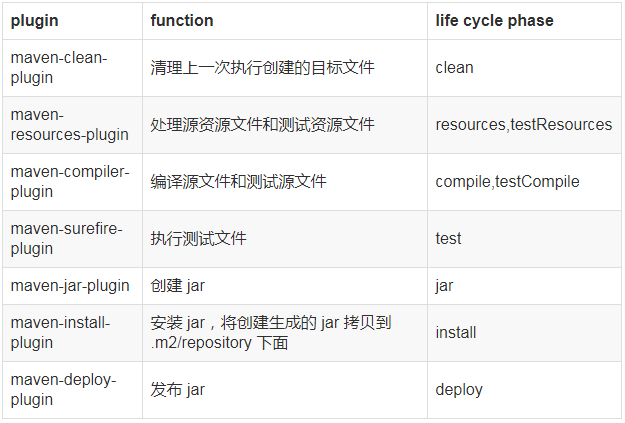 plugin function life cycle phase
maven-clean-
plugin 清理上一次执行创建的目标文件 clean
maven-
resources-plugin 处理源资源文件和测试资源文件 resources,testResources
maven-compiler-
plugin 编译源文件和测试源文件 compile,testCompile
maven-surefire-
plugin 执行测试文件 test
maven-jar-plugin 创建 jar jar
maven-install-
plugin 安装 jar，将创建生成的 jar 拷贝到
.m2/repository 下面 install
maven-deploy-
plugin 发布 jar deploy